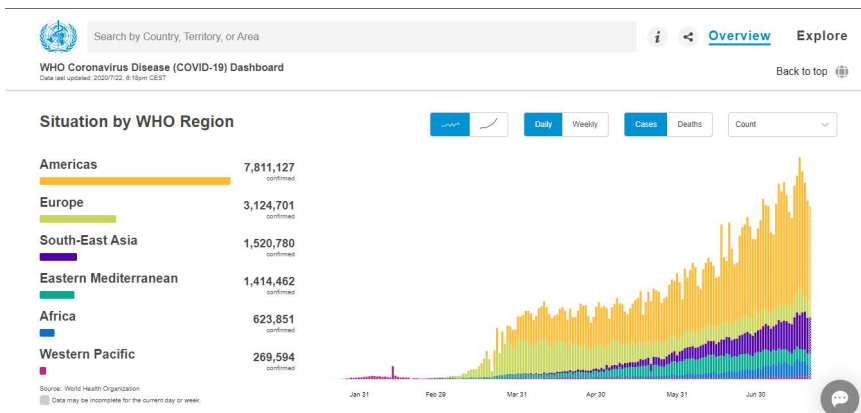 Search by Country, Territory, or Area
i
Overview
Explore
WHO Coronavirus Disease (COVID-19) Dashboard
Data last updated: 2020/7/22, 6:18pm CEST
Back to top
Situation by WHO Region
Daily
Weekly
Cases
Deaths
Count
Americas
7,811,127
confirmed
Europe
3,124,701
confirmed
South-East Asia
1,520,780
confirmed
Eastern Mediterranean
1,414,462
confirmed
Africa
623,851
confirmed
Western Pacific
269,594
confirmed
Source: World Health Organization
Data may be incomplete for the current day or week.
Jan 31
Feb 29
Mar 31
Apr 30
May 31
Jun 30